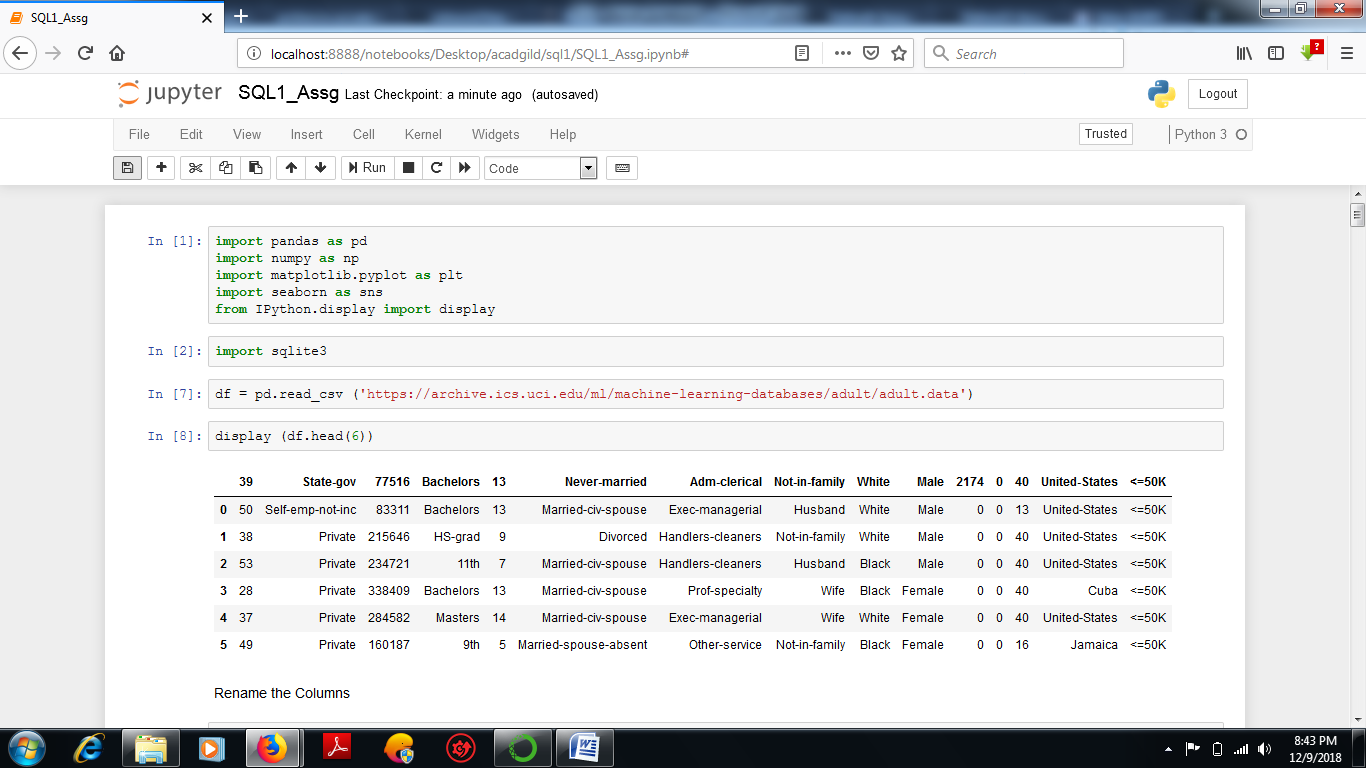 SQL1_Assg
localhost:8888/notebooks/Desktop/acadgild/sql1/SQL1_Assg.ipynb#
Search
?
jupyter SQL1_Assg Last Checkpoint: a minute ago (autosaved)
Logout
File Edit View Insert Cell Kernel Widgets Help
Trusted
Python 3
Run
Code
In [1]: import pandas as pd
import numpy as np
import matplotlib.pyplot as plt
import seaborn as sns
from IPython.display import display
In [2]: import sqlite3
In [7]: df = pd.read_csv ('https://archive.ics.uci.edu/ml/machine-learning-databases/adult/adult.data')
In [8]: display (df.head(6))
39 State-gov 77516 Bachelors 13 Never-married Adm-clerical Not-in-family White Male 2174 0 40 United-States <=50K
0 50 Self-emp-not-inc 83311 Bachelors 13 Married-civ-spouse Exec-managerial Husband White Male 0 0 13 United-States <=50K
1 38 Private 215646 HS-grad 9 Divorced Handlers-cleaners Not-in-family White Male 0 0 40 United-States <=50K
2 53 Private 234721 11th 7 Married-civ-spouse Handlers-cleaners Husband Black Male 0 0 40 United-States <=50K
3 28 Private 338409 Bachelors 13 Married-civ-spouse Prof-specialty Wife Black Female 0 0 40 Cuba <=50K
4 37 Private 284582 Masters 14 Married-civ-spouse Exec-managerial Wife White Female 0 0 40 United-States <=50K
5 49 Private 160187 9th 5 Married-spouse-absent Other-service Not-in-family Black Female 0 0 16 Jamaica <=50K
Rename the Columns
8:43 PM
12/9/2018